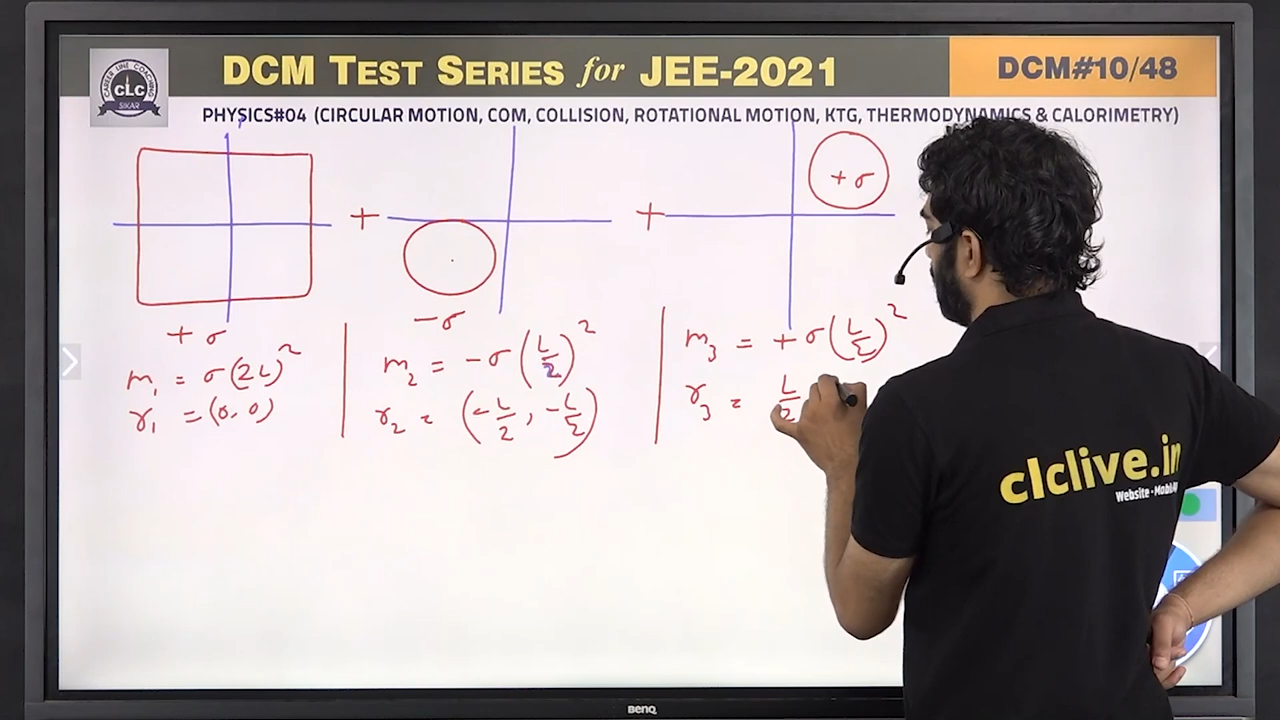 DCM TEST SERIES for JEE-2021
DCM#10/48
CAREER LINE COACHING
CLC
SIKAR
PHYSICS#04 (CIRCULAR MOTION, COM, COLLISION, ROTATIONAL MOTION, KTG, THERMODYNAMICS & CALORIMETRY)
+
+
+σ
+σ
-σ
m₁ = σ(2L)²
r₁ = (0, 0)
m₂ = -σ(L/2)²
r₂ = (-L/2, -L/2)
m₃ = +σ(L/2)²
r₃ = L/2
clclive.in
BenQ